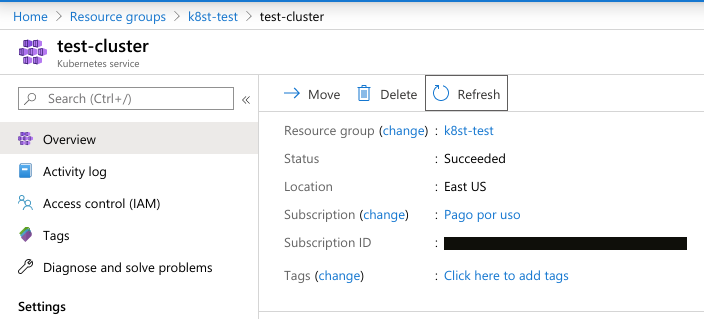 Home > Resource groups > k8st-test > test-cluster
test-cluster
Kubernetes service
Search (Ctrl+/) «
Overview
Activity log
Access control (IAM)
Tags
Diagnose and solve problems
Settings
Move Delete Refresh
Resource group (change) : k8st-test
Status : Succeeded
Location : East US
Subscription (change) : Pago por uso
Subscription ID :
Tags (change) : Click here to add tags